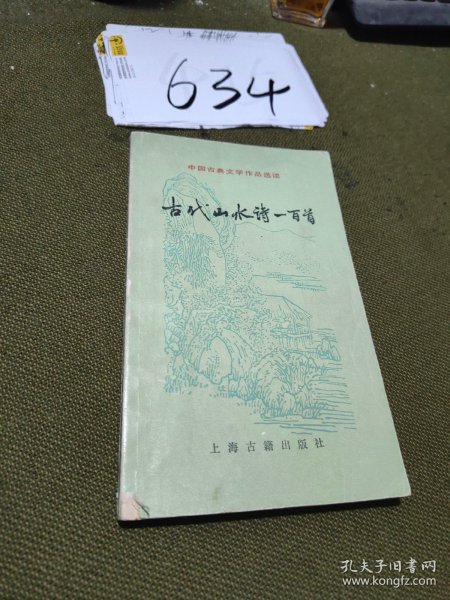 634
中国古典文学作品选读
古代山水诗一百首
上海古籍出版社
孔夫子旧书网
www.kongfz.com